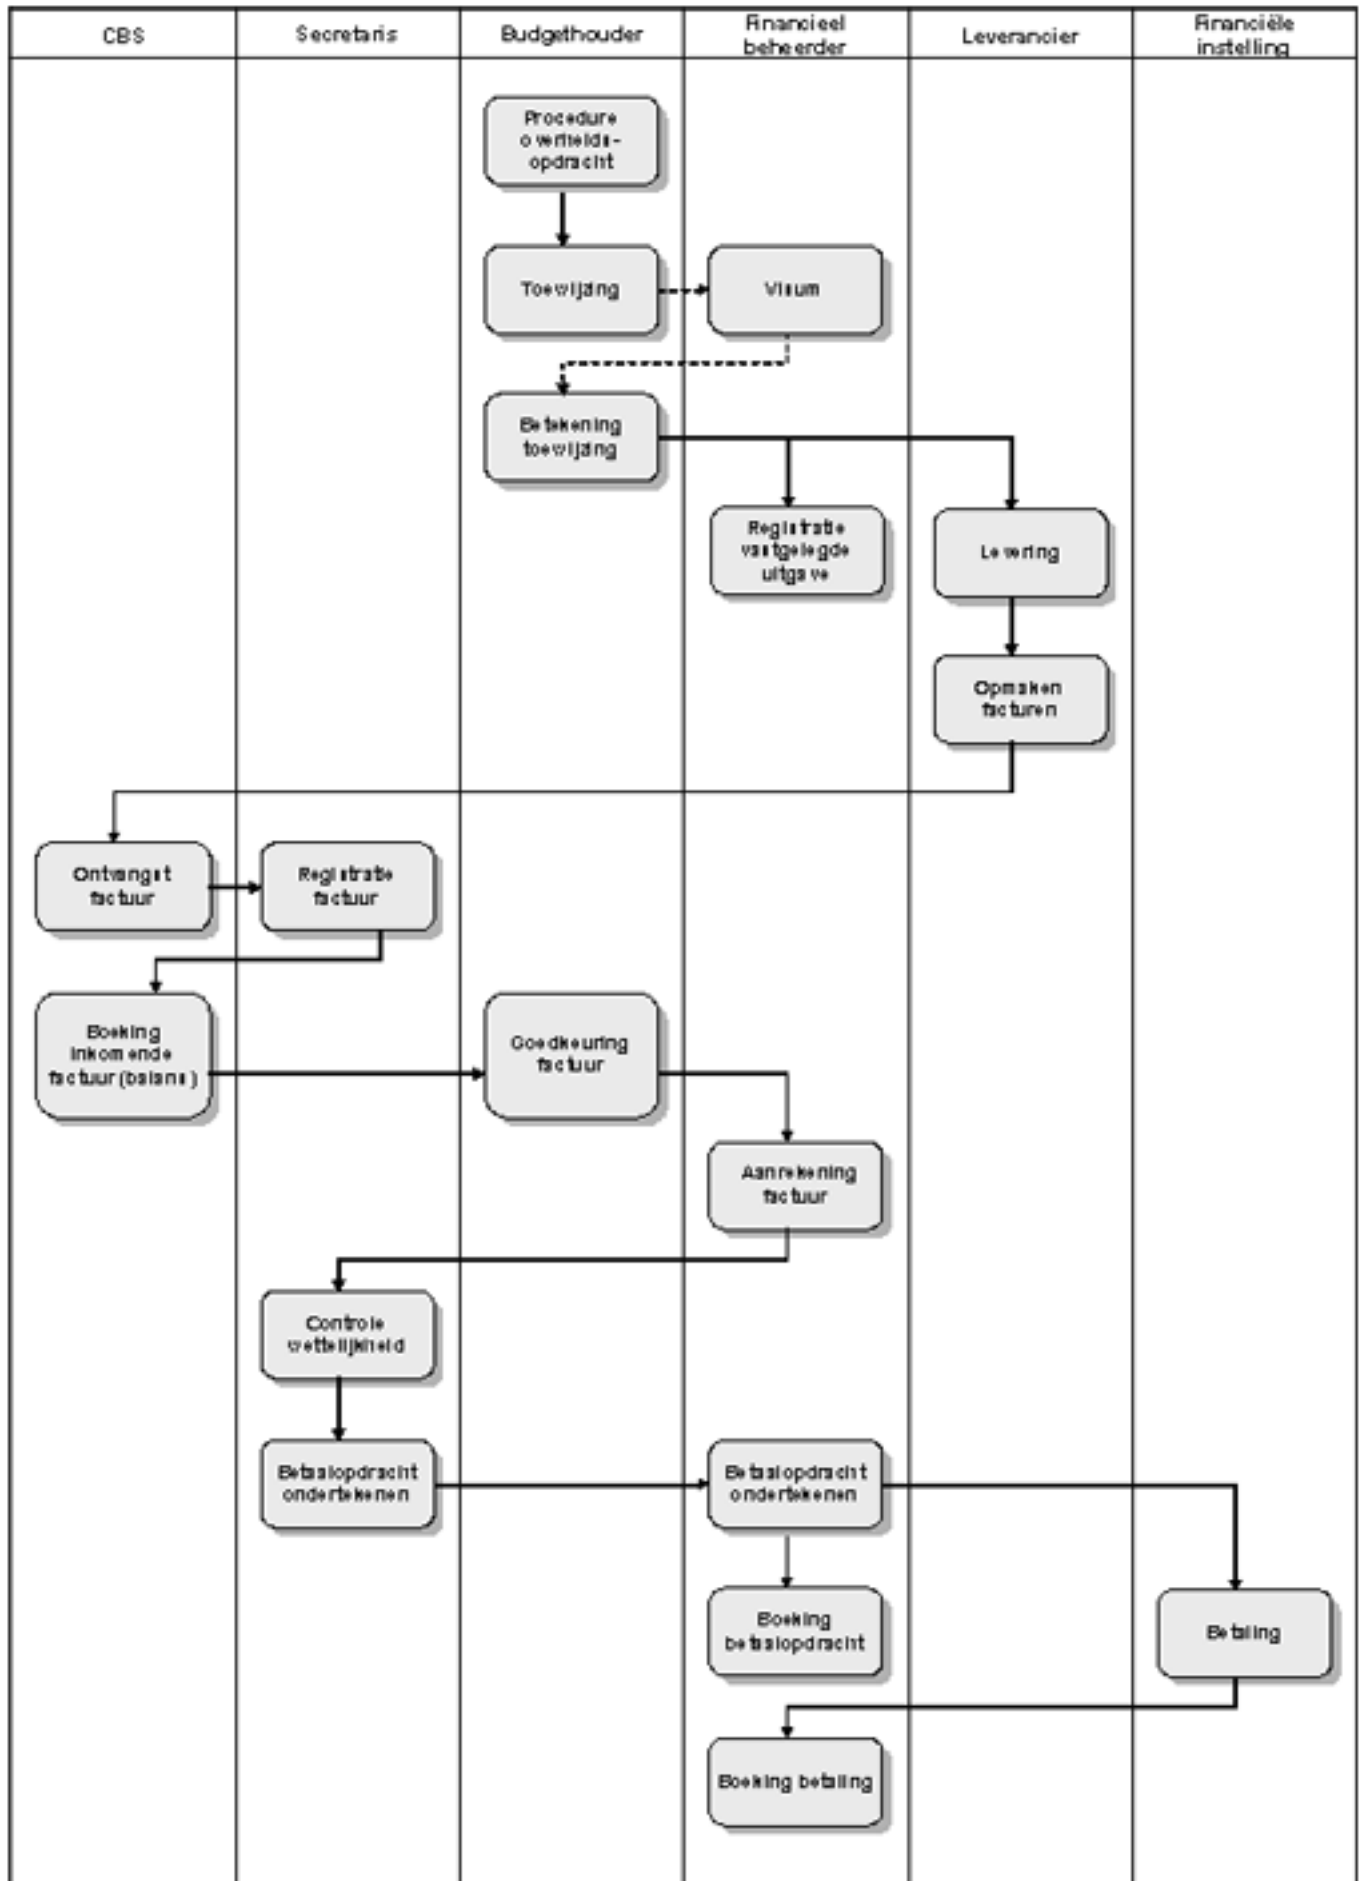 CBS
Secretaris
Budgethouder
Financieel
beheerder
Leverancier
Financiële
instelling
Procedure
overheids-
opdracht
Toewijzing
Visum
Betekening
toewijzing
Registratie
vastgelegde
uitgave
Levering
Opmaken
facturen
Ontvangst
factuur
Registratie
factuur
Boeking
inkomende
factuur (balans)
Goedkeuring
factuur
Aanrekening
factuur
Controle
wettelijkheid
Betaalopdracht
ondertekenen
Betaalopdracht
ondertekenen
Boeking
betaalopdracht
Betaling
Boeking betaling